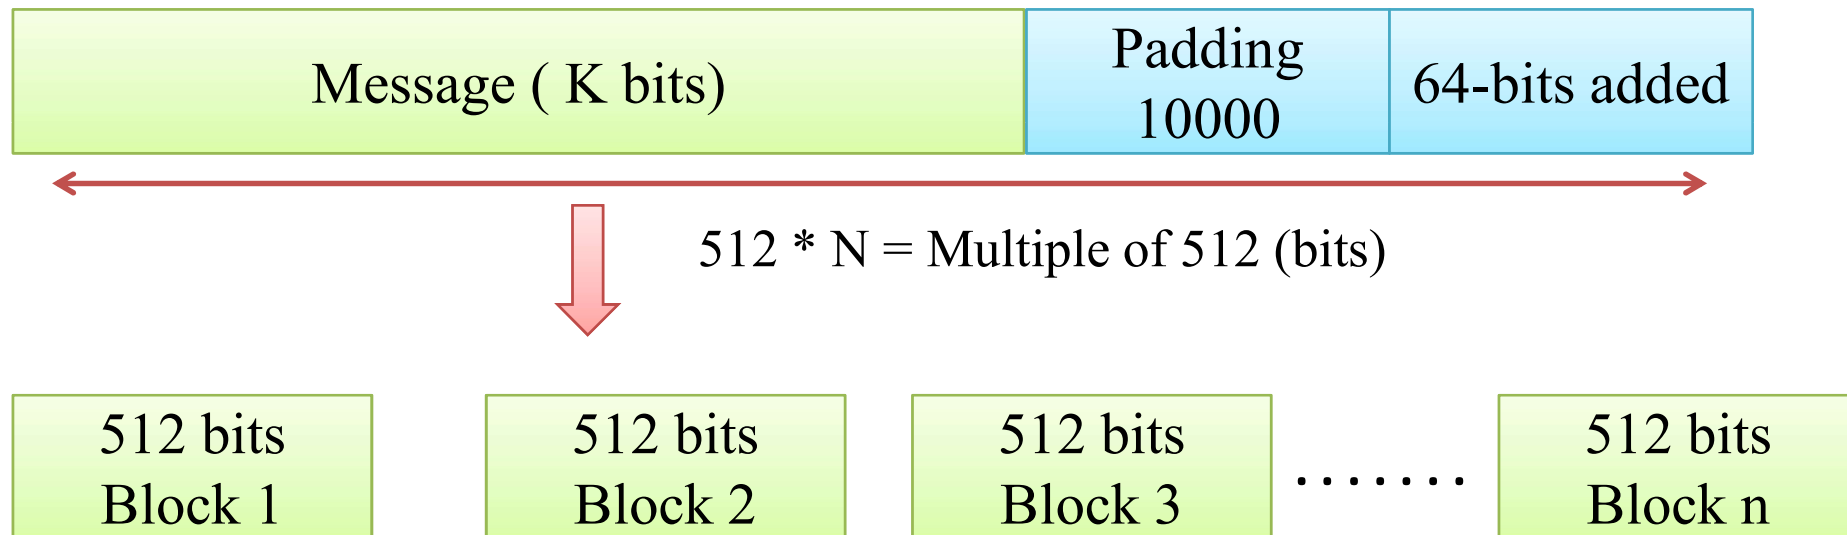 Message ( K bits)
Padding
10000
64-bits added
512 * N = Multiple of 512 (bits)
512 bits
Block 1
512 bits
Block 2
512 bits
Block 3
.......
512 bits
Block n